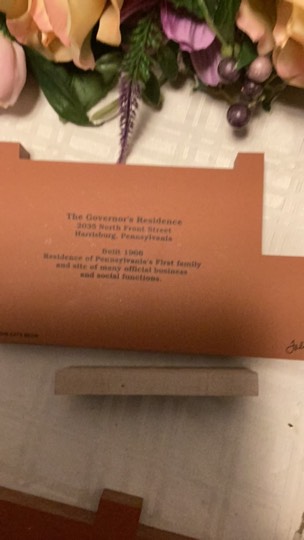 The Governor's Residence
2035 North Front Street
Harrisburg, Pennsylvania
Built 1968
Residence of Pennsylvania's First family
and site of many official business
and social functions.